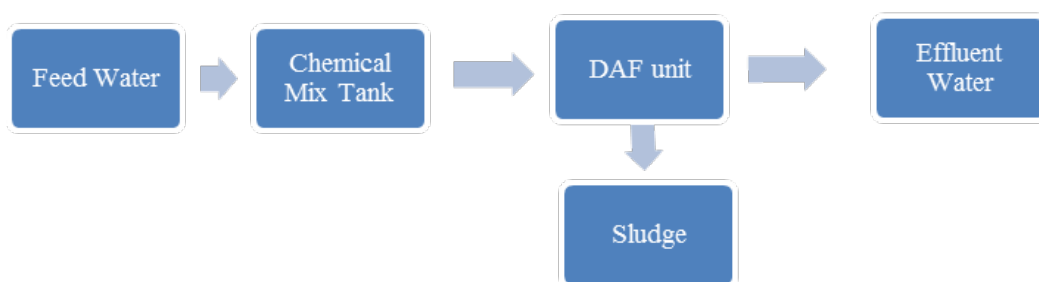 Feed Water
Chemical
Mix Tank
DAF unit
Effluent
Water
Sludge